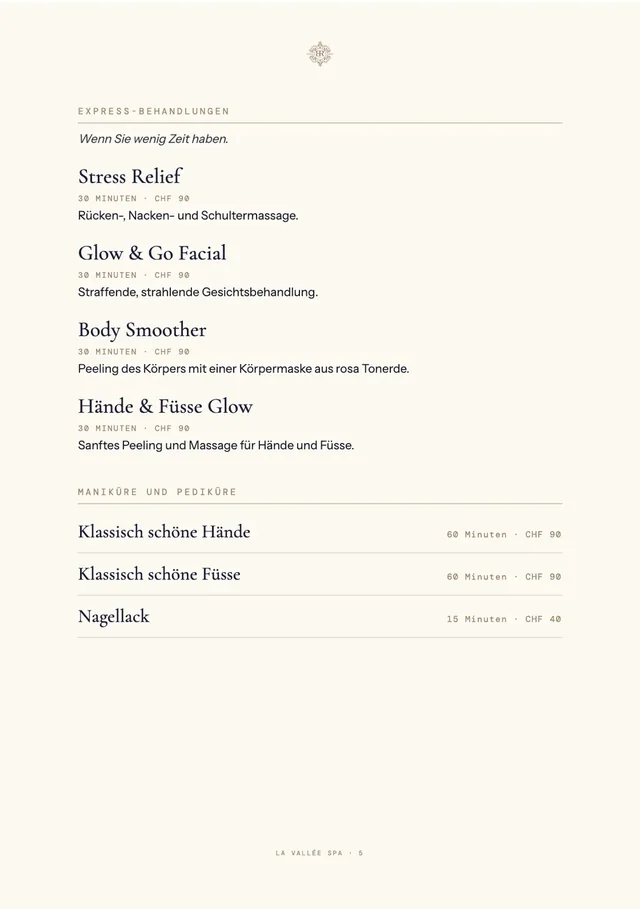 EXPRESS-BEHANDLUNGEN
Wenn Sie wenig Zeit haben.
Stress Relief
30 MINUTEN · CHF 90
Rücken-, Nacken- und Schultermassage.
Glow & Go Facial
30 MINUTEN · CHF 90
Straffende, strahlende Gesichtsbehandlung.
Body Smoother
30 MINUTEN · CHF 90
Peeling des Körpers mit einer Körpermaske aus rosa Tonerde.
Hände & Füsse Glow
30 MINUTEN · CHF 90
Sanftes Peeling und Massage für Hände und Füsse.
MANIKÜRE UND PEDIKÜRE
Klassisch schöne Hände 60 Minuten · CHF 90
Klassisch schöne Füsse 60 Minuten · CHF 90
Nagellack 15 Minuten · CHF 40
LA VALLÉE SPA · 5